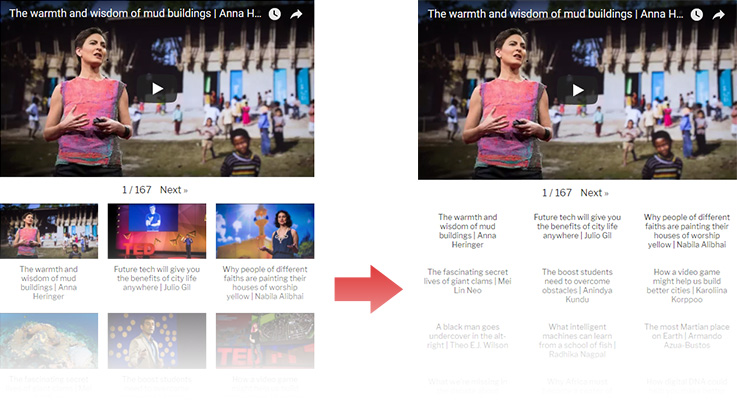 The warmth and wisdom of mud buildings | Anna H...
1 / 167 Next »
TED
The warmth and
wisdom of mud
buildings | Anna
Heringer
Future tech will give you
the benefits of city life
anywhere | Julio Gil
Why people of different
faiths are painting their
houses of worship
yellow | Nabila Alibhai
TED
The fascinating secret
The boost students
How a video game
The warmth and wisdom of mud buildings | Anna H...
1 / 167 Next »
The warmth and
wisdom of mud
buildings | Anna
Heringer
Future tech will give you
the benefits of city life
anywhere | Julio Gil
Why people of different
faiths are painting their
houses of worship
yellow | Nabila Alibhai
The fascinating secret
lives of giant clams | Mei
Lin Neo
The boost students
need to overcome
obstacles | Anindya
Kundu
How a video game
might help us build
better cities | Karoliina
Korppoo
A black man goes
undercover in the alt-
right | Theo E.J. Wilson
What intelligent
machines can learn
from a school of fish |
Radhika Nagpal
The most Martian place
on Earth | Armando
Azua-Bustos